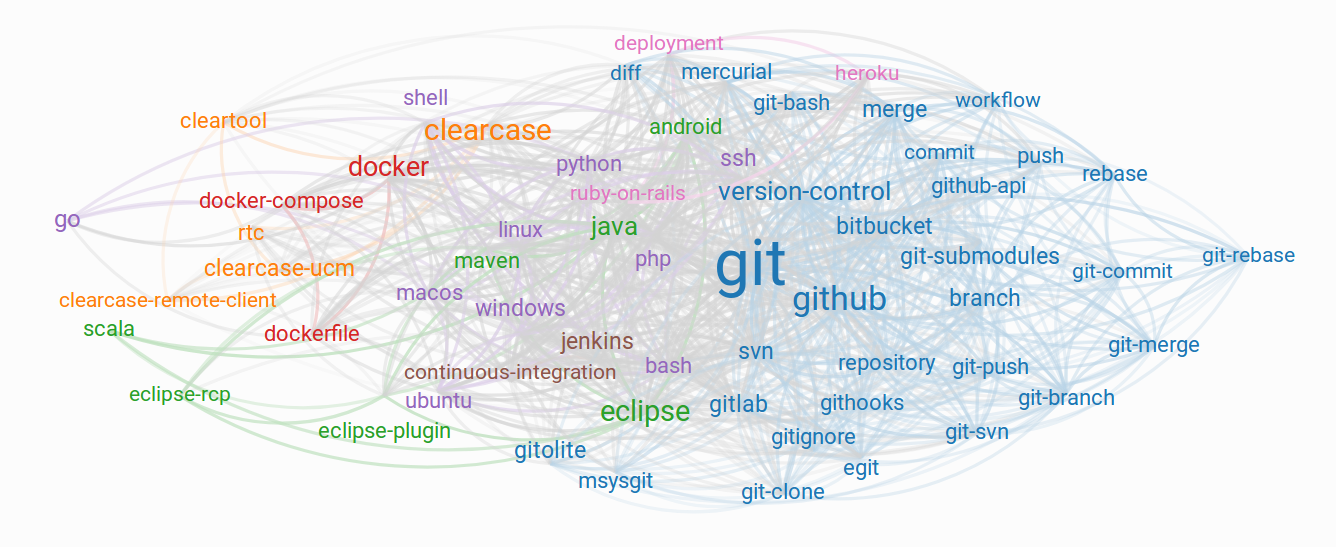 deployment
diff
mercurial
heroku
shell
git-bash
merge
workflow
cleartool
clearcase
android
docker
python
ssh
commit
push
rebase
docker-compose
ruby-on-rails
version-control
github-api
go
rtc
linux
java
bitbucket
clearcase-ucm
maven
php
git
git-submodules
git-commit
git-rebase
clearcase-remote-client
macos
windows
github
branch
scala
dockerfile
jenkins
svn
git-merge
continuous-integration
bash
repository
git-push
eclipse-rcp
ubuntu
eclipse
gitlab
githooks
git-branch
eclipse-plugin
gitignore
git-svn
gitolite
egit
msysgit
git-clone